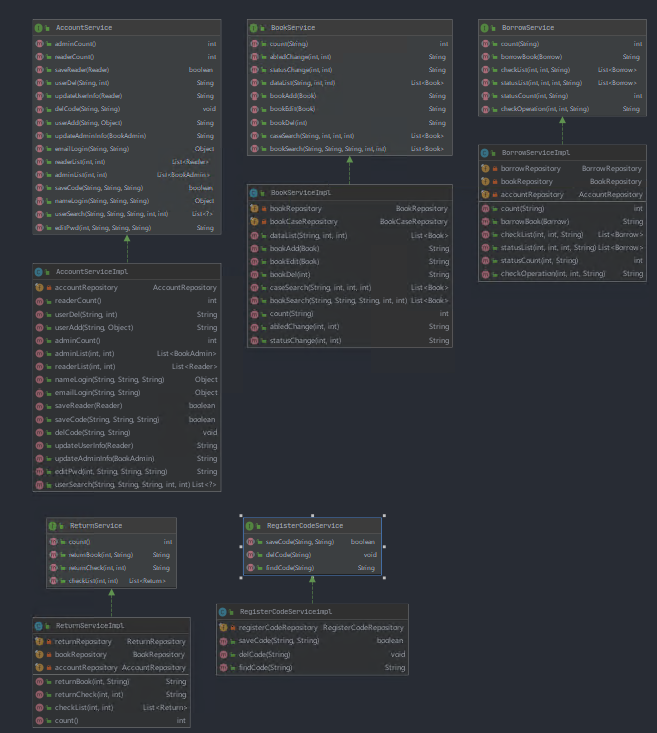 AccountService
adminCount() int
readerCount() int
saveReader(Reader) boolean
userDel(String, int) String
updateUserInfo(Reader) String
delCode(String, String) void
userAdd(String, Object) String
updateAdminInfo(BookAdmin) String
emailLogin(String, String) Object
readerList(int, int) List<Reader>
adminList(int, int) List<BookAdmin>
saveCode(String, String, String) boolean
nameLogin(String, String, String) Object
userSearch(String, String, String, int, int) List<?>
editPwd(int, String, String, String) String
AccountServiceImpl
accountRepository AccountRepository
readerCount() int
userDel(String, int) String
userAdd(String, Object) String
adminCount() int
adminList(int, int) List<BookAdmin>
readerList(int, int) List<Reader>
nameLogin(String, String, String) Object
emailLogin(String, String, String) Object
saveReader(Reader) boolean
saveCode(String, String, String) boolean
delCode(String, String) void
updateUserInfo(Reader) String
updateAdminInfo(BookAdmin) String
editPwd(int, String, String, String) String
userSearch(String, String, String, int, int) List<?>
BookService
count(String) int
abledChange(int, int) String
statusChange(int, int) String
dataList(String, int, int) List<Book>
bookAdd(Book) String
bookEdit(Book) String
bookDel(int) String
caseSearch(String, int, int, int) List<Book>
bookSearch(String, String, String, int, int) List<Book>
BookServiceImpl
bookRepository BookRepository
bookCaseRepository BookCaseRepository
dataList(String, int, int) List<Book>
bookAdd(Book) String
bookEdit(Book) String
bookDel(int) String
caseSearch(String, int, int, int) List<Book>
bookSearch(String, String, String, int, int) List<Book>
count(String) int
abledChange(int, int) String
statusChange(int, int) String
BorrowService
count(String) int
borrowBook(Borrow) String
checkList(int, int, String) List<Borrow>
statusList(int, int, int, String) List<Borrow>
statusCount(int, String) int
checkOperation(int, int, String) String
BorrowServiceImpl
borrowRepository BorrowRepository
bookRepository BookRepository
accountRepository AccountRepository
count(String) int
borrowBook(Borrow) String
checkList(int, int, String) List<Borrow>
statusList(int, int, int, String) List<Borrow>
statusCount(int, String) int
checkOperation(int, int, String) String
ReturnService
count() int
returnBook(int, String) String
returnCheck(int, int) String
checkList(int, int) List<Return>
ReturnServiceImpl
returnRepository ReturnRepository
bookRepository BookRepository
accountRepository AccountRepository
returnBook(int, String) String
returnCheck(int, int) String
checkList(int, int) List<Return>
count() int
RegisterCodeService
saveCode(String, String) boolean
delCode(String) void
findCode(String) String
RegisterCodeServiceImpl
registerCodeRepository RegisterCodeRepository
saveCode(String, String) boolean
delCode(String) void
findCode(String) String